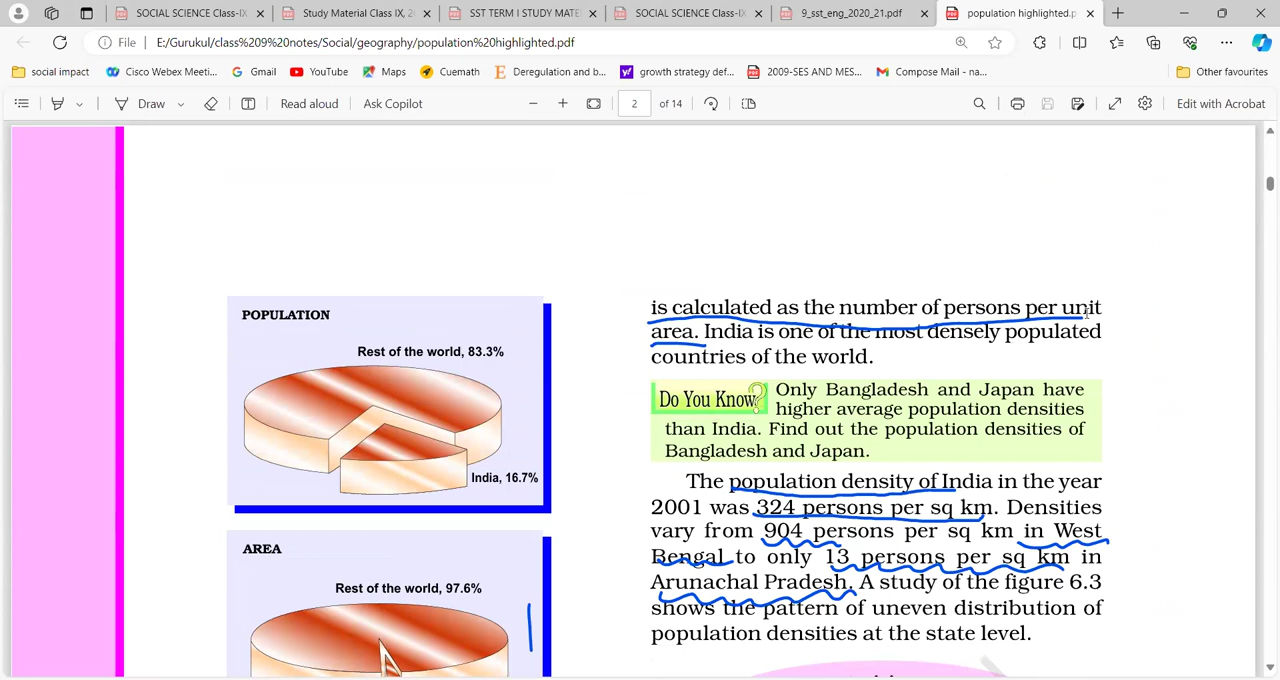 SOCIAL SCIENCE Class-IX
Study Material Class IX, 2
SST TERM I STUDY MATE
SOCIAL SCIENCE Class-IX
9_sst_eng_2020_21.pdf
population highlighted.p
File
E:/Gurukul/class%209%20notes/Social/geography/population%20highlighted.pdf
social impact
Cisco Webex Meeti...
Gmail
YouTube
Maps
Cuemath
Deregulation and b...
growth strategy def...
2009-SES AND MES...
Compose Mail - na...
Other favourites
Draw
Read aloud
Ask Copilot
2
of 14
Edit with Acrobat
POPULATION
Rest of the world, 83.3%
India, 16.7%
AREA
Rest of the world, 97.6%
is calculated as the number of persons per unit
area. India is one of the most densely populated
countries of the world.
Do You Know?
Only Bangladesh and Japan have
higher average population densities
than India. Find out the population densities of
Bangladesh and Japan.
The population density of India in the year
2001 was 324 persons per sq km. Densities
vary from 904 persons per sq km in West
Bengal to only 13 persons per sq km in
Arunachal Pradesh. A study of the figure 6.3
shows the pattern of uneven distribution of
population densities at the state level.